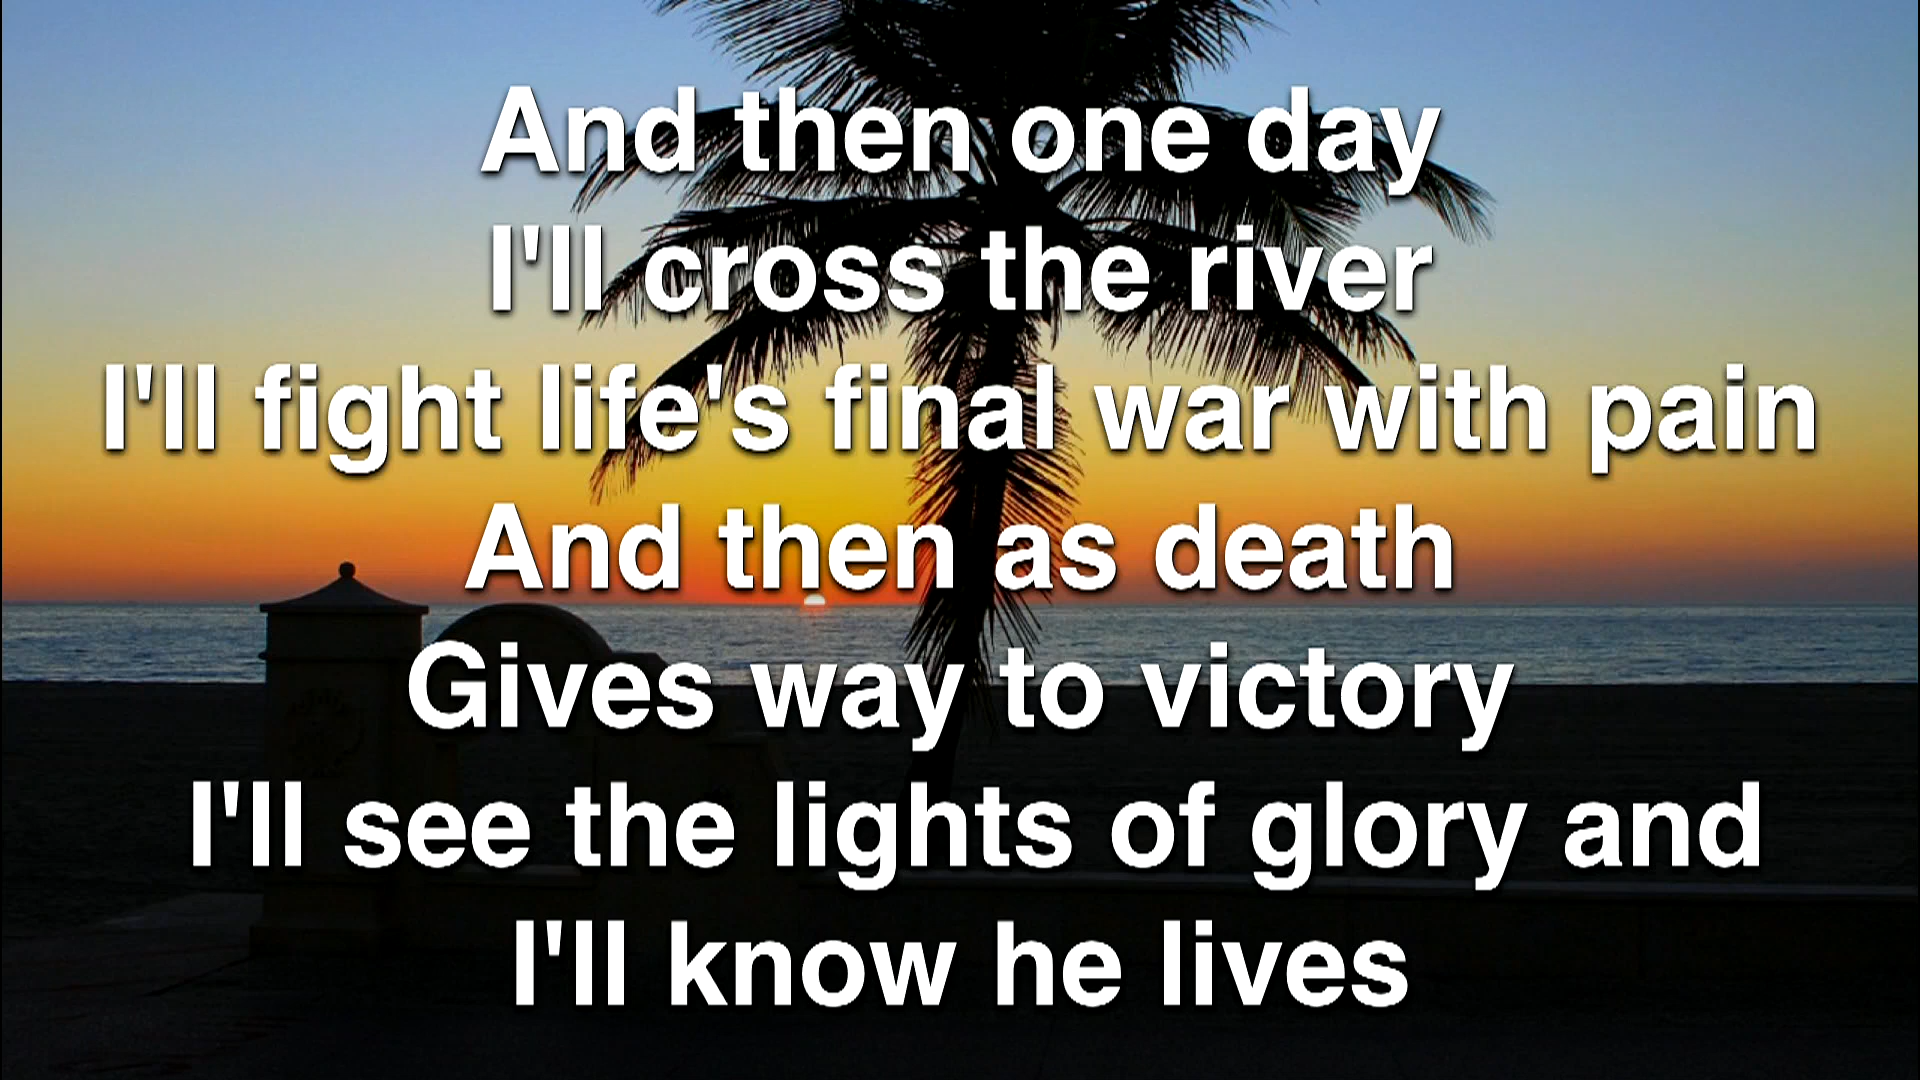 And then one day
I'll cross the river
I'll fight life's final war with pain
And then as death
Gives way to victory
I'll see the lights of glory and
I'll know he lives